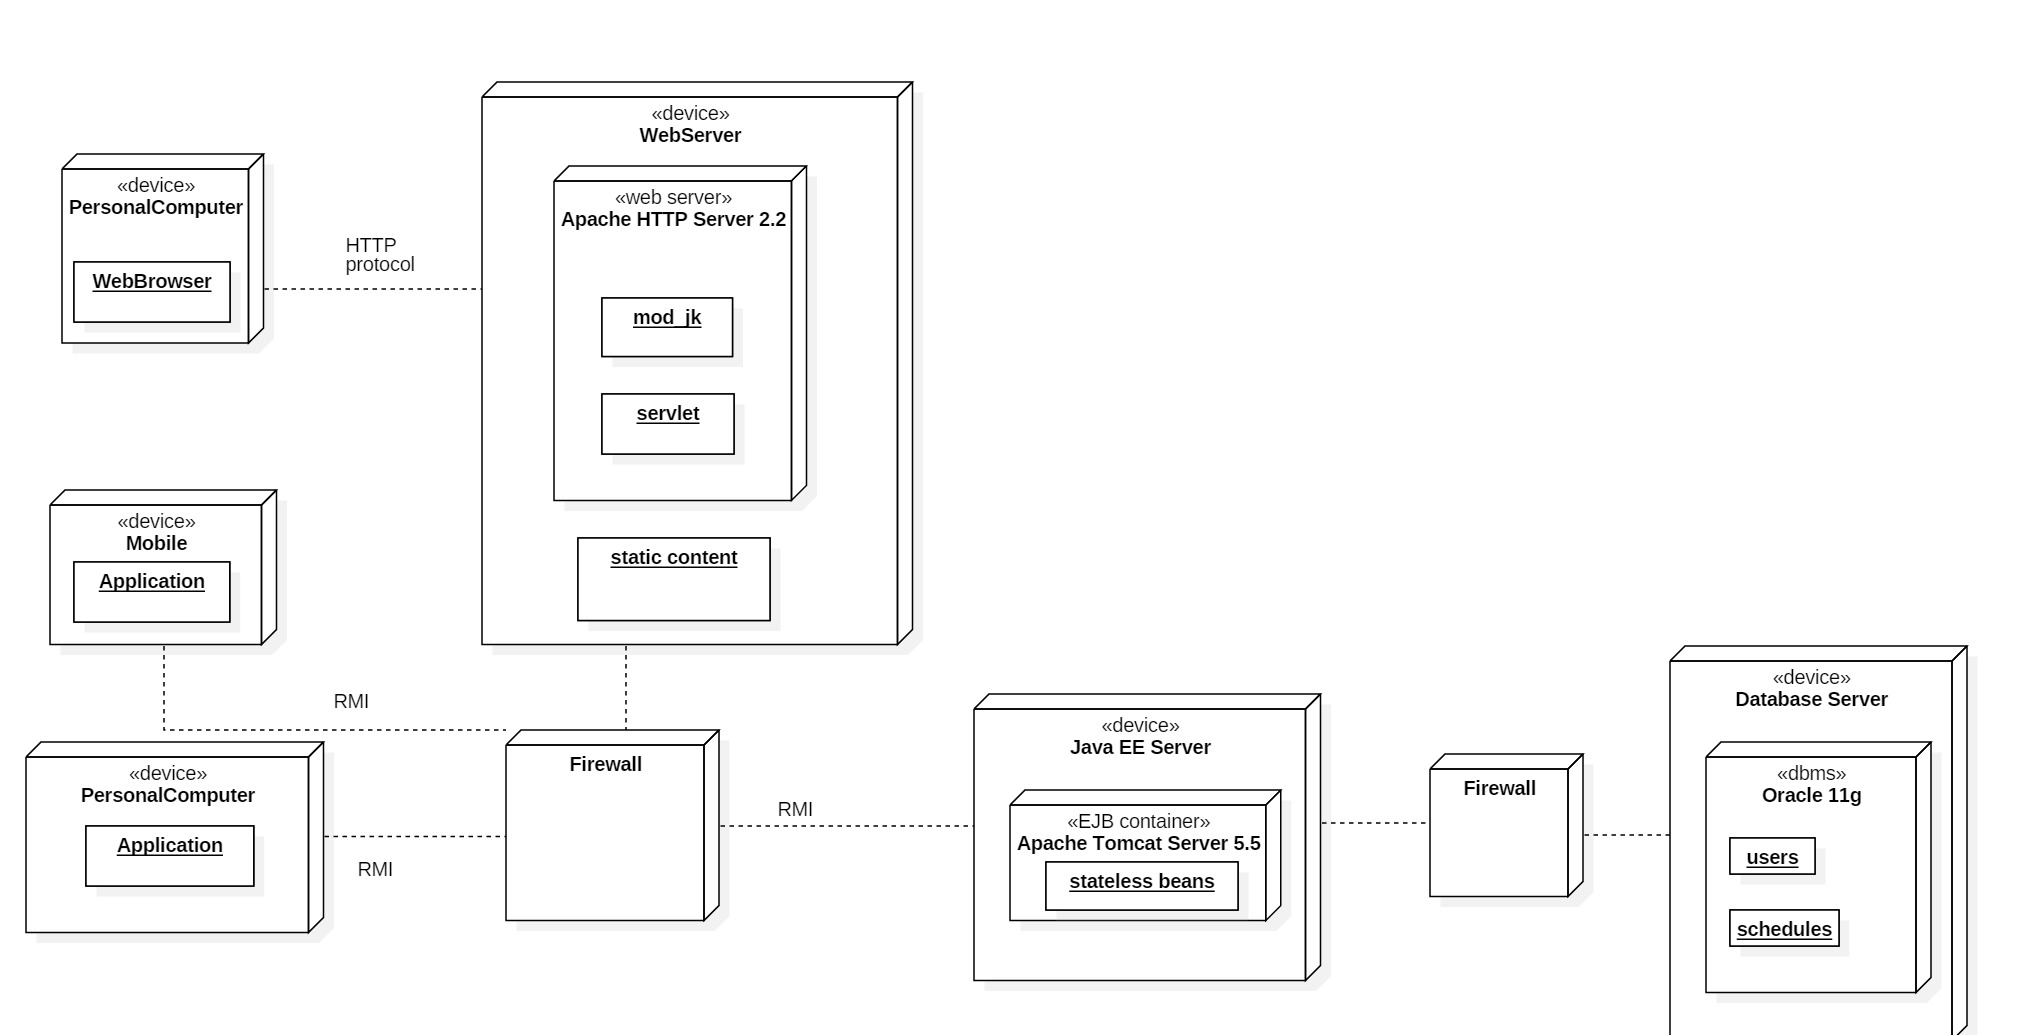 «device»
WebServer
«device»
PersonalComputer
WebBrowser
HTTP
protocol
«web server»
Apache HTTP Server 2.2
mod_jk
servlet
static content
«device»
Mobile
Application
RMI
«device»
PersonalComputer
Application
RMI
Firewall
RMI
«device»
Java EE Server
«EJB container»
Apache Tomcat Server 5.5
stateless beans
Firewall
«device»
Database Server
«dbms»
Oracle 11g
users
schedules